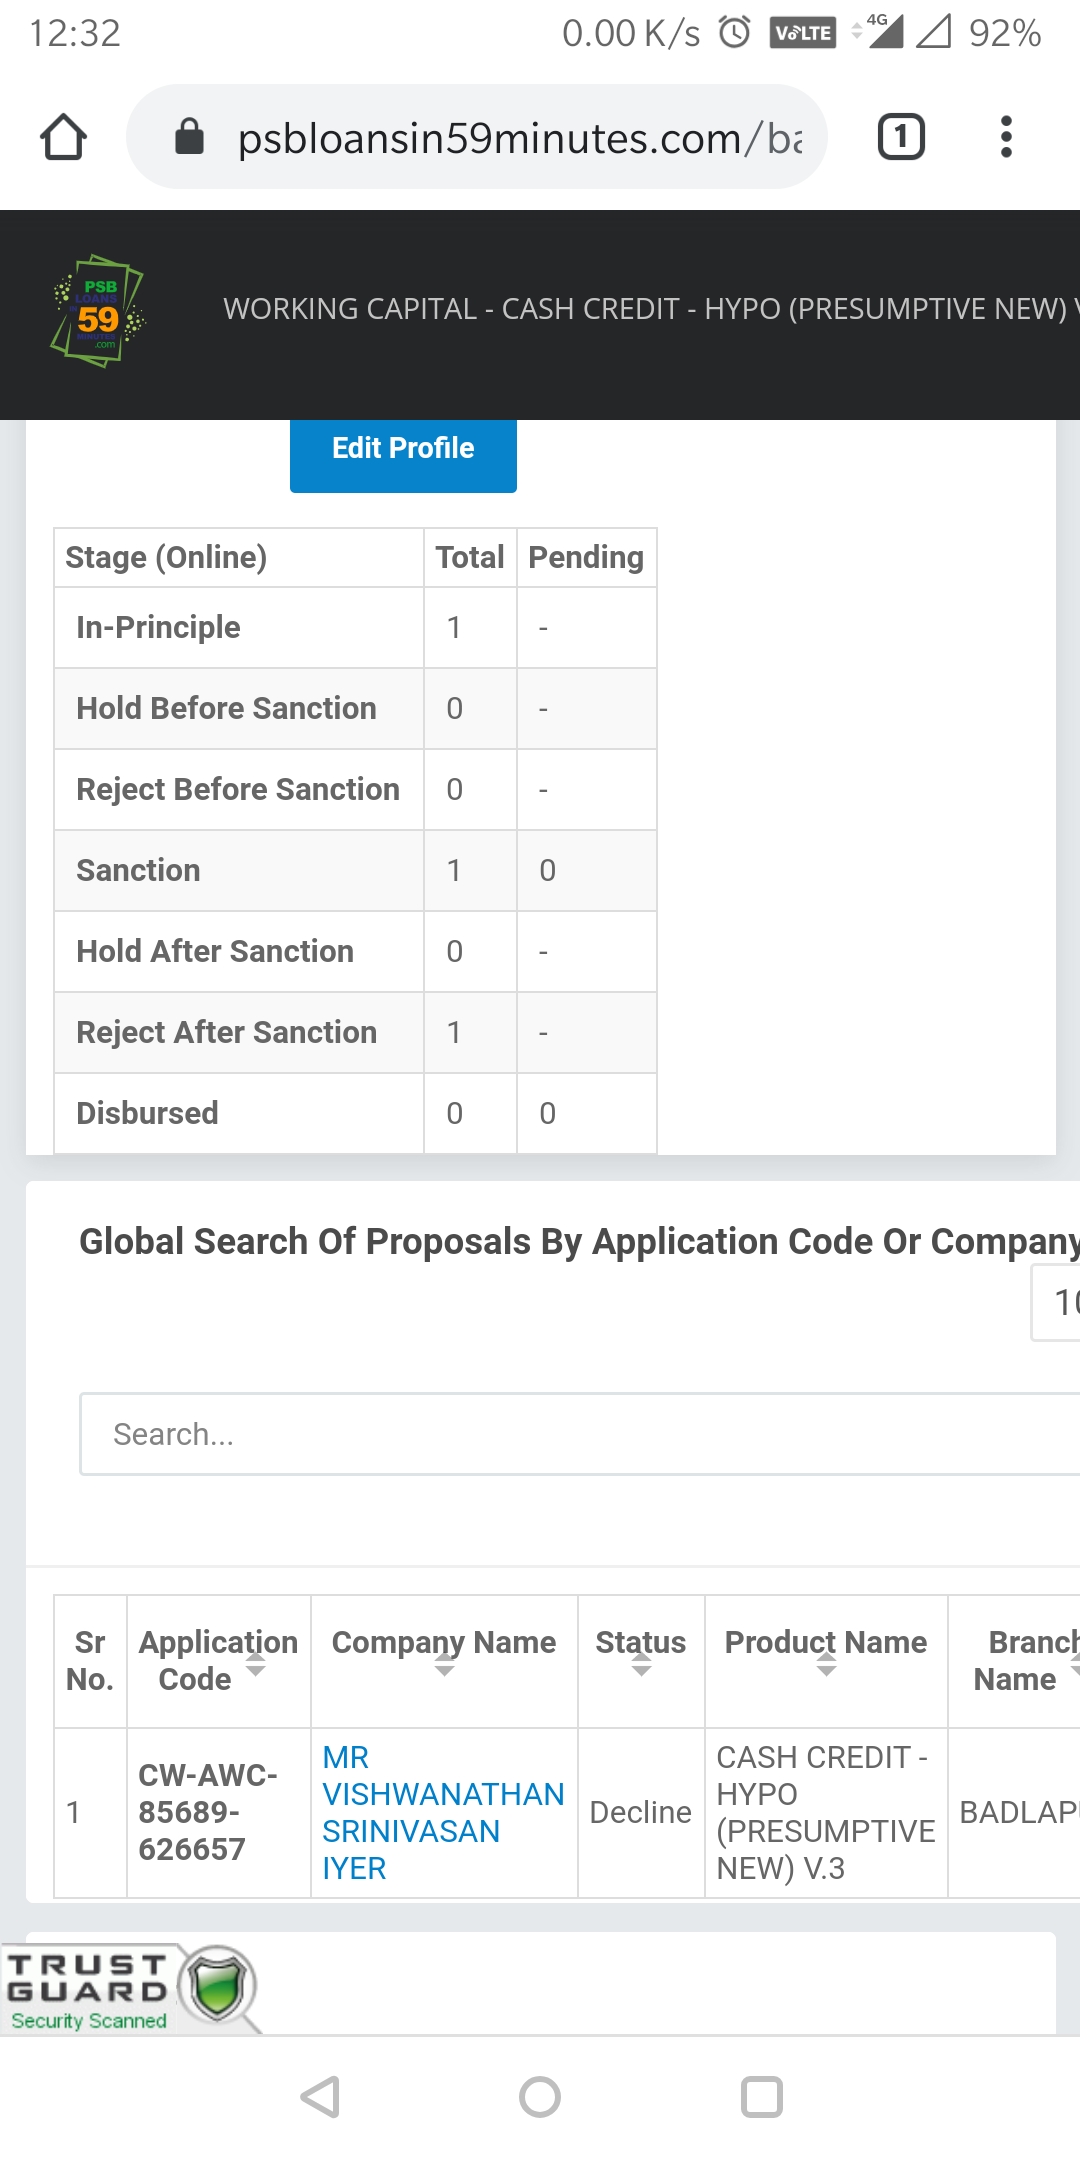 12:32 0.00 K/s VoLTE 4G 92%
psbloansin59minutes.com/ba
1
PSB
LOANS
59
MINUTES
.com
WORKING CAPITAL - CASH CREDIT - HYPO (PRESUMPTIVE NEW)
Edit Profile
Stage (Online) Total Pending
In-Principle 1 -
Hold Before Sanction 0 -
Reject Before Sanction 0 -
Sanction 1 0
Hold After Sanction 0 -
Reject After Sanction 1 -
Disbursed 0 0
Global Search Of Proposals By Application Code Or Company
10
Search...
Sr No. Application Code Company Name Status Product Name Branch Name
1 CW-AWC-85689-626657 MR VISHWANATHAN SRINIVASAN IYER Decline CASH CREDIT - HYPO (PRESUMPTIVE NEW) V.3 BADLAP
TRUST
GUARD
Security Scanned